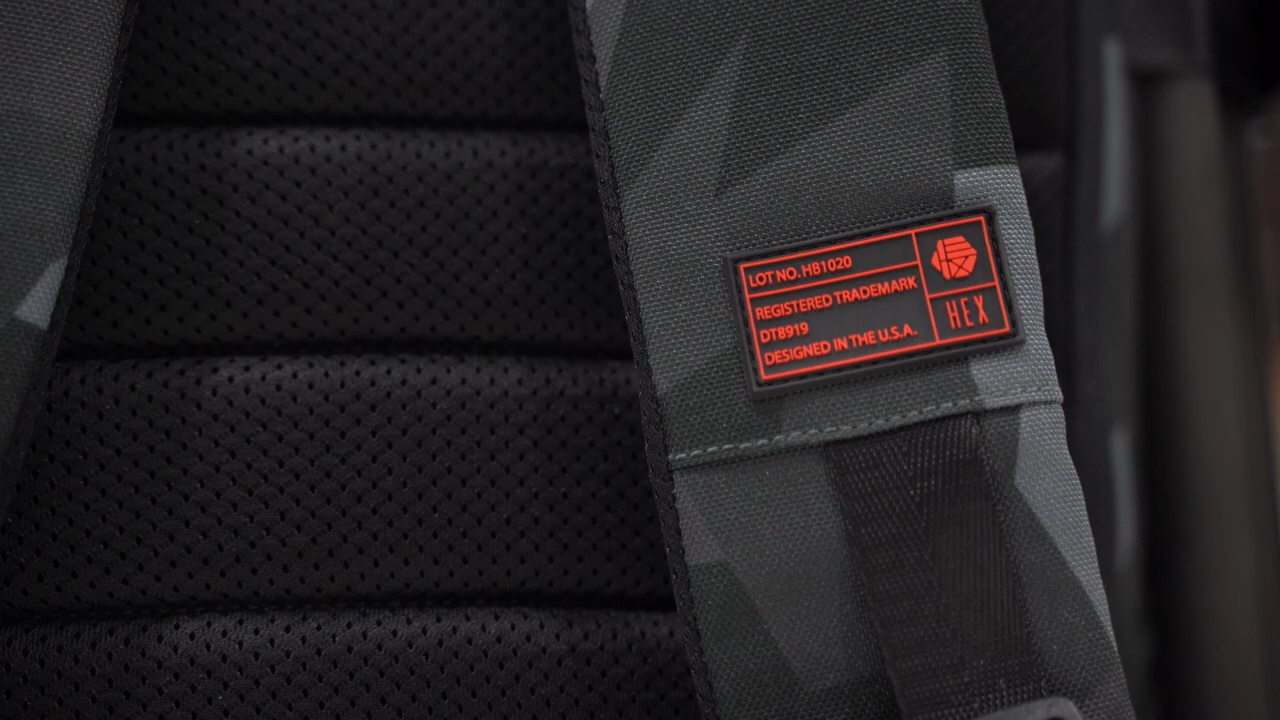 LOT NO. HB1020
REGISTERED TRADEMARK
DT8919
DESIGNED IN THE U.S.A.
HEX